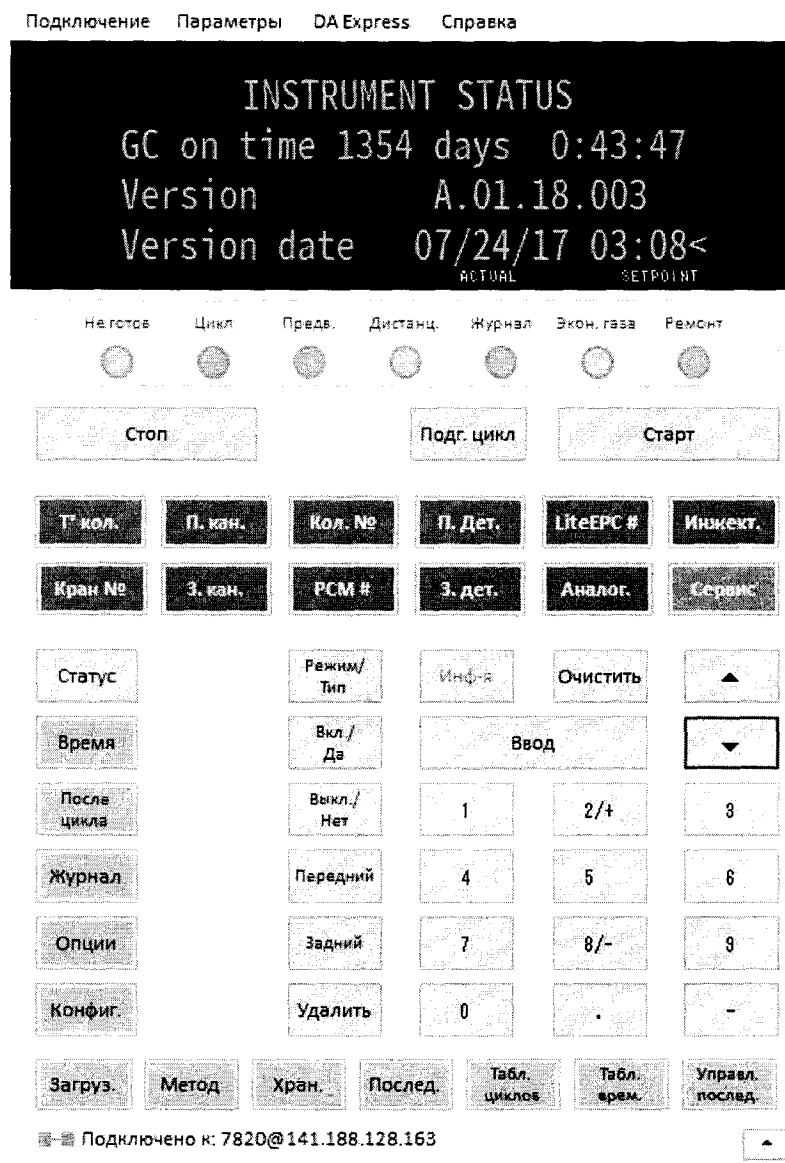 Подключение Параметры DA Express Справка
INSTRUMENT STATUS
GC on time 1354 days 0:43:47
Version A.01.18.003
Version date 07/24/17 03:08<
ACTUAL SETPOINT
Не готов Цикл Предв. Дистанц. Журнал Экон. газа Ремонт
Стоп Подг. цикл Старт
T° кол. П. кан. Кол. № П. Дет. LiteEPC # Инжект.
Кран № З. кан. PCM # З. дет. Аналог. Сервис
Статус Режим/ Инф-я Очистить ▲
Тип
Время Вкл./ Ввод ▼
Да
После Выкл./ 1 2/+ 3
цикла Нет
Журнал Передний 4 5 6
Опции Задний 7 8/- 9
Конфиг. Удалить 0 . -
Загруз. Метод Хран. Послед. Табл. Табл. Управл.
циклов врем. послед.
Подключено к: 7820@141.188.128.163